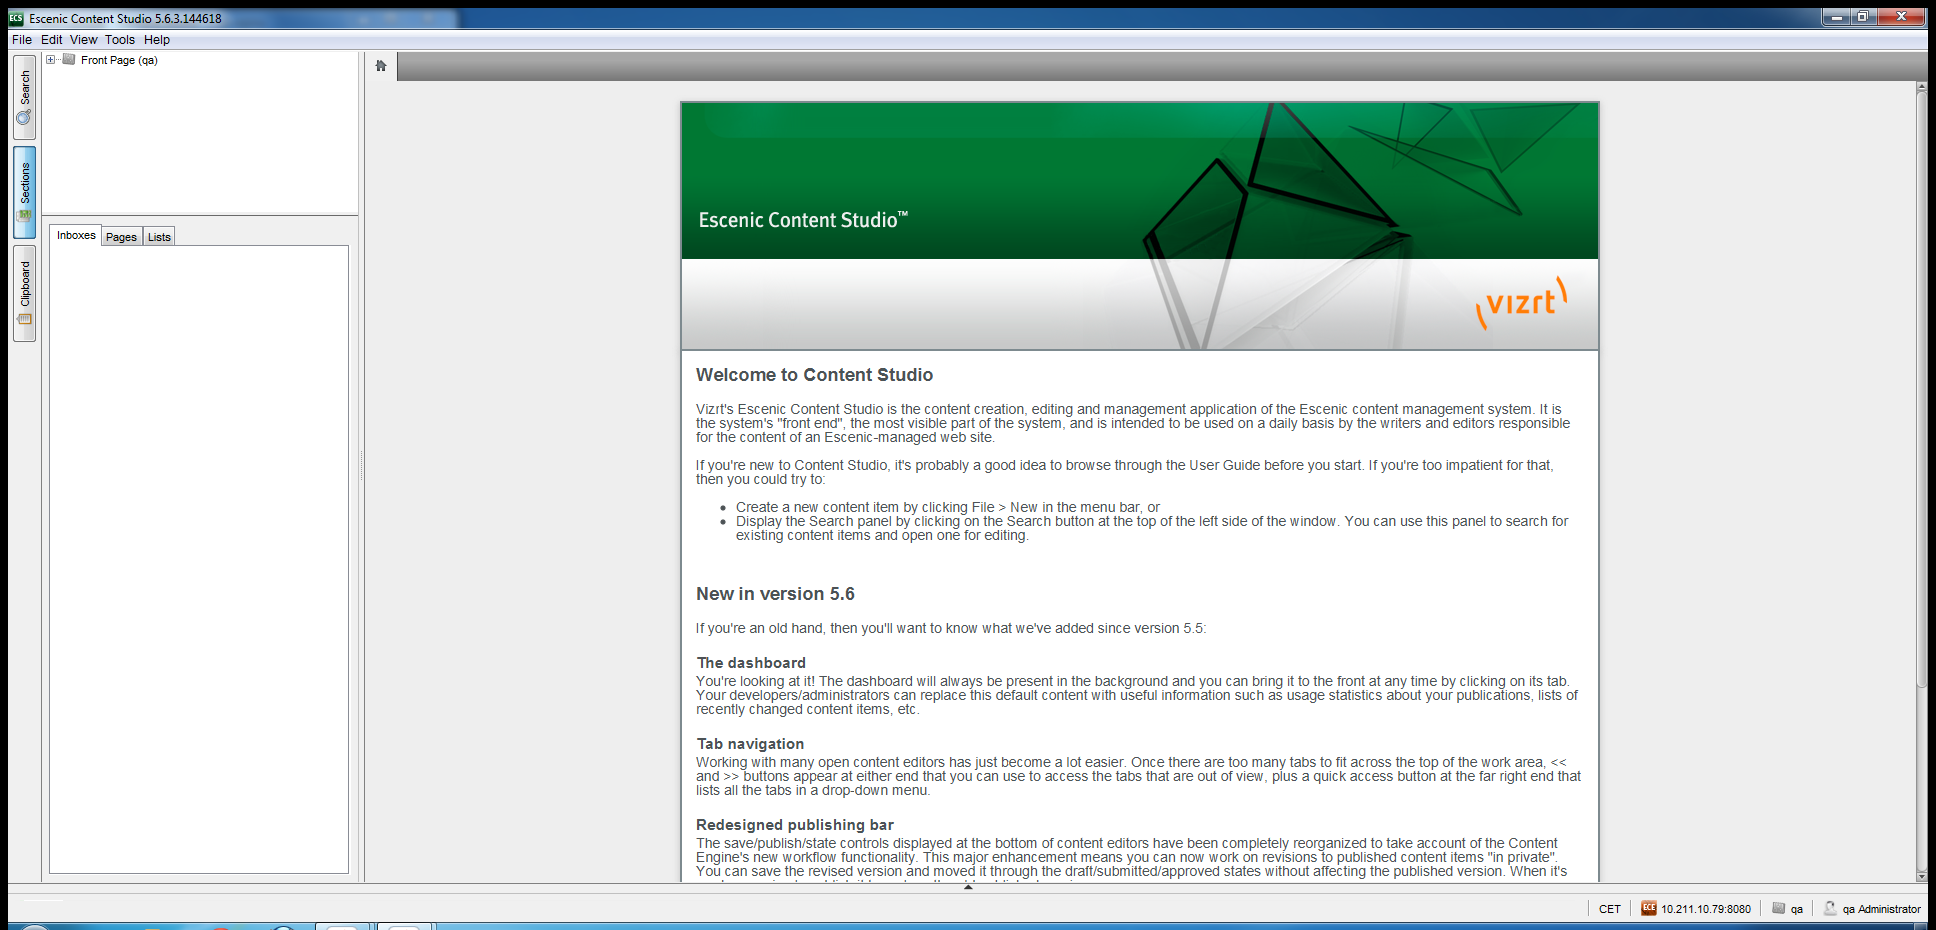 Escenic Content Studio 5.6.3.144618
File Edit View Tools Help
Search
Sections
Clipboard
Front Page (qa)
Inboxes Pages Lists
Escenic Content Studio™
vizrt
Welcome to Content Studio
Vizrt's Escenic Content Studio is the content creation, editing and management application of the Escenic content management system. It is
the system's "front end", the most visible part of the system, and is intended to be used on a daily basis by the writers and editors responsible
for the content of an Escenic-managed web site.
If you're new to Content Studio, it's probably a good idea to browse through the User Guide before you start. If you're too impatient for that,
then you could try to:
• Create a new content item by clicking File > New in the menu bar, or
• Display the Search panel by clicking on the Search button at the top of the left side of the window. You can use this panel to search for
existing content items and open one for editing.
New in version 5.6
If you're an old hand, then you'll want to know what we've added since version 5.5:
The dashboard
You're looking at it! The dashboard will always be present in the background and you can bring it to the front at any time by clicking on its tab.
Your developers/administrators can replace this default content with useful information such as usage statistics about your publications, lists of
recently changed content items, etc.
Tab navigation
Working with many open content editors has just become a lot easier. Once there are too many tabs to fit across the top of the work area, <<
and >> buttons appear at either end that you can use to access the tabs that are out of view, plus a quick access button at the far right end that
lists all the tabs in a drop-down menu.
Redesigned publishing bar
The save/publish/state controls displayed at the bottom of content editors have been completely reorganized to take account of the Content
Engine's new workflow functionality. This major enhancement means you can now work on revisions to published content items "in private".
You can save the revised version and moved it through the draft/submitted/approved states without affecting the published version. When it's
CET ECE 10.211.10.79:8080 qa qa Administrator